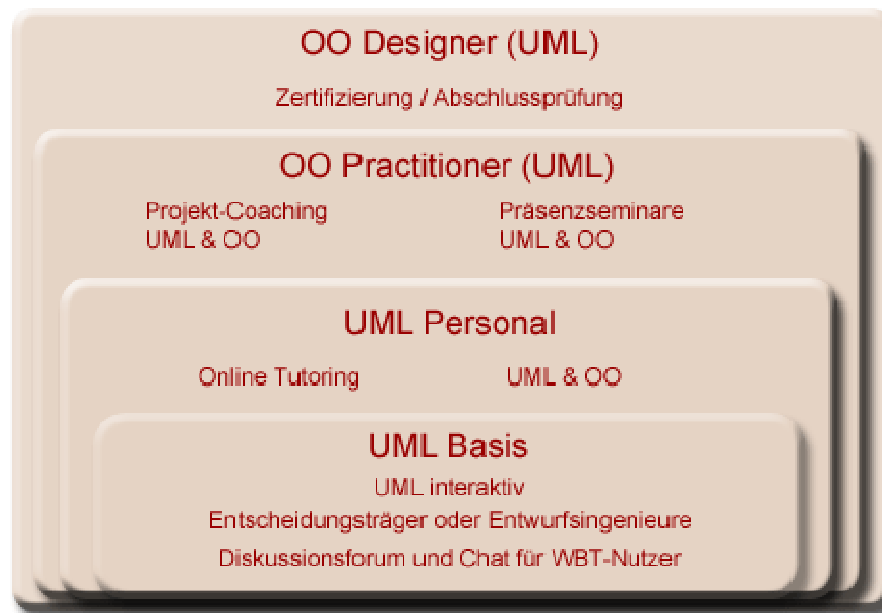 OO Designer (UML)
Zertifizierung / Abschlussprüfung
OO Practitioner (UML)
Projekt-Coaching
UML & OO
Präsenzseminare
UML & OO
UML Personal
Online Tutoring UML & OO
UML Basis
UML interaktiv
Entscheidungsträger oder Entwurfsingenieure
Diskussionsforum und Chat für WBT-Nutzer